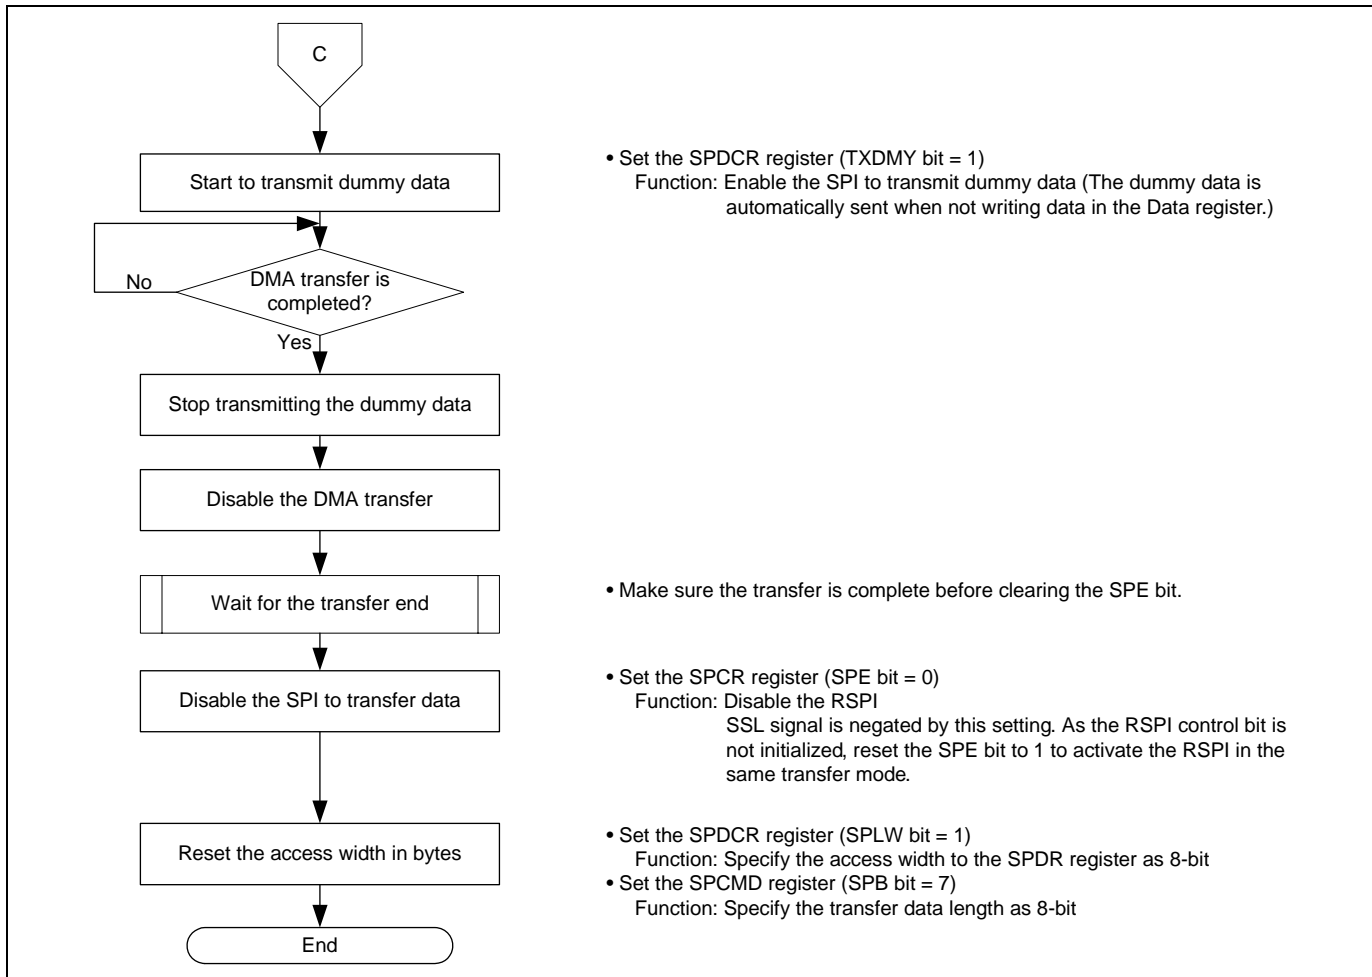 C
Start to transmit dummy data
• Set the SPDCR register (TXDMY bit = 1)
Function: Enable the SPI to transmit dummy data (The dummy data is
automatically sent when not writing data in the Data register.)
No
DMA transfer is
completed?
Yes
Stop transmitting the dummy data
Disable the DMA transfer
Wait for the transfer end
• Make sure the transfer is complete before clearing the SPE bit.
Disable the SPI to transfer data
• Set the SPCR register (SPE bit = 0)
Function: Disable the RSPI
SSL signal is negated by this setting. As the RSPI control bit is
not initialized, reset the SPE bit to 1 to activate the RSPI in the
same transfer mode.
Reset the access width in bytes
• Set the SPDCR register (SPLW bit = 1)
Function: Specify the access width to the SPDR register as 8-bit
• Set the SPCMD register (SPB bit = 7)
Function: Specify the transfer data length as 8-bit
End